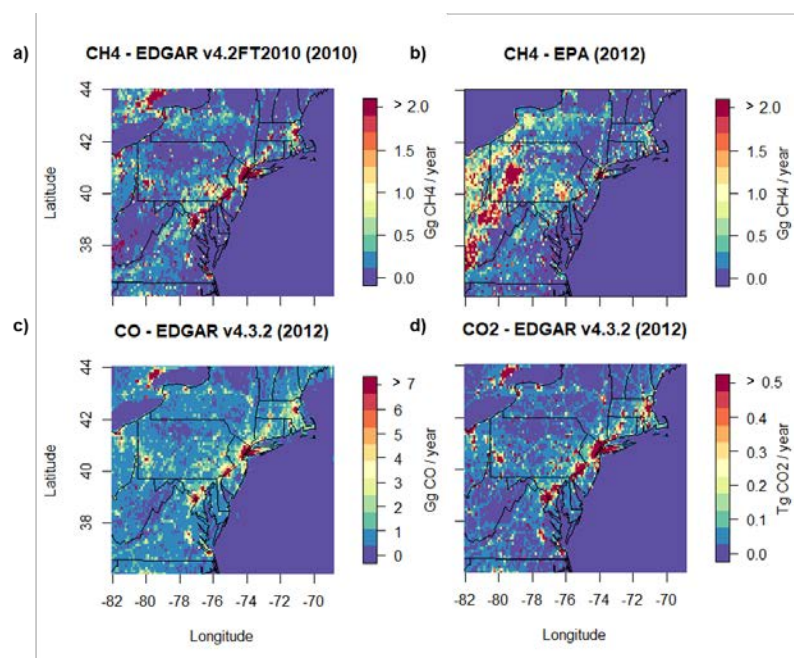 a)
CH4 - EDGAR v4.2FT2010 (2010)
b)
CH4 - EPA (2012)
44
42
40
38
Latitude
> 2.0
1.5
1.0
0.5
0.0
Gg CH4 / year
> 2.0
1.5
1.0
0.5
0.0
Gg CH4 / year
c)
CO - EDGAR v4.3.2 (2012)
d)
CO2 - EDGAR v4.3.2 (2012)
44
42
40
38
Latitude
> 7
6
5
4
3
2
1
0
Gg CO / year
> 0.5
0.4
0.3
0.2
0.1
0.0
Tg CO2 / year
-82 -80 -78 -76 -74 -72 -70
Longitude
-82 -80 -78 -76 -74 -72 -70
Longitude